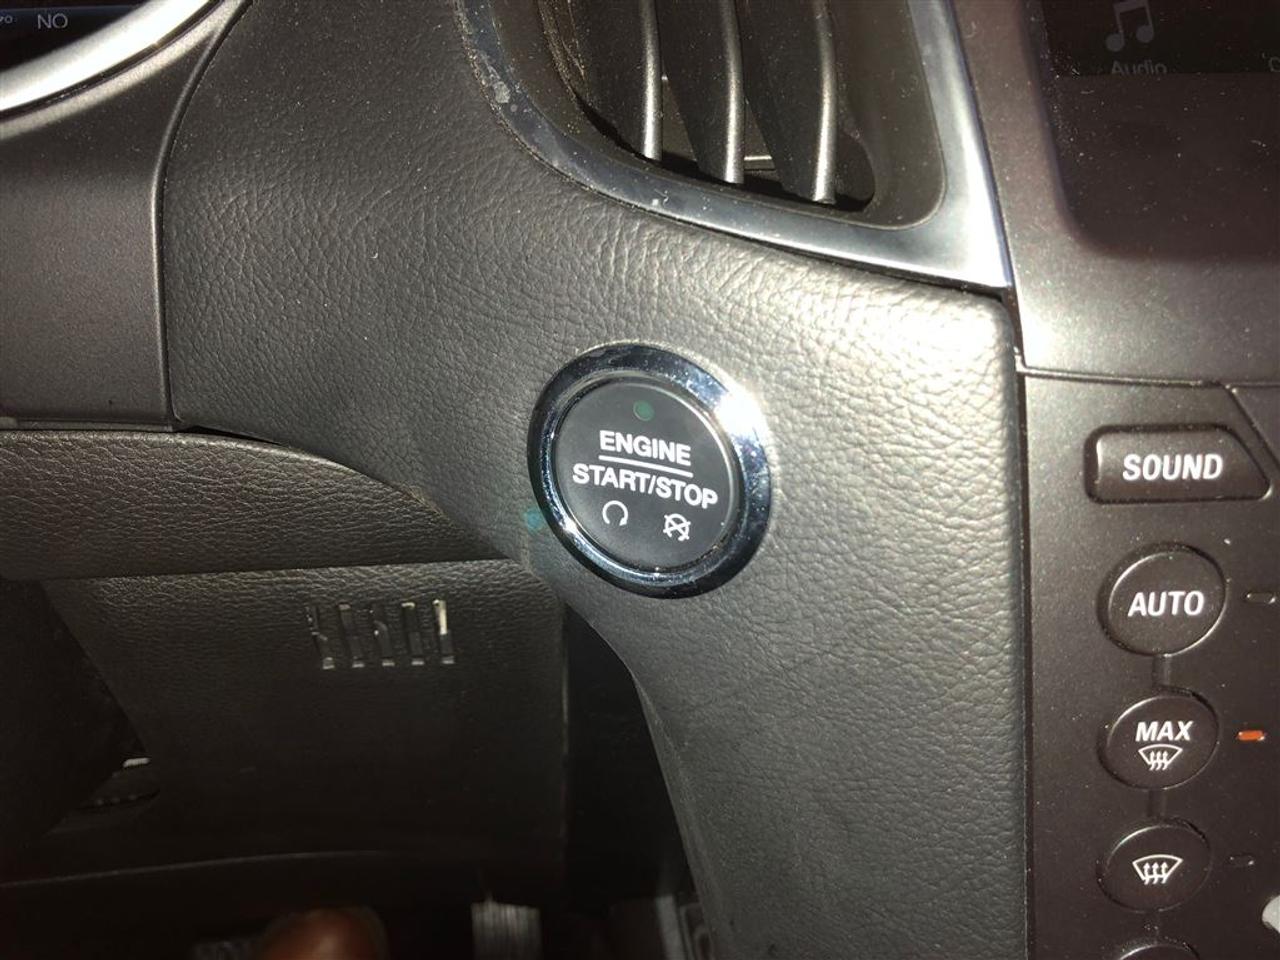 NO
Audio
ENGINE
START/STOP
SOUND
AUTO
MAX